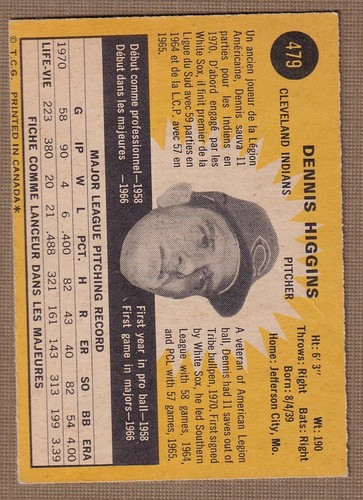 479
DENNIS HIGGINS
CLEVELAND INDIANS
PITCHER
Ht: 6' 3" Wt: 190
Throws: Right Bats: Right
Born: 8/4/39
Home: Jefferson City, Mo.
Un ancien joueur de la Légion
Américaine, Dennis sauva 11
parties pour les Indiens en
1970. D'abord engagé par les
White Sox, il finit premier de la
Ligue du Sud avec 59 parties en
1964 et de la L.C.P. avec 57 en
1965.
A veteran of American Legion
ball, Dennis had 11 saves out of
Tribe bullpen, 1970. First signed
by White Sox, he led Southern
League with 58 games, 1964,
and PCL with 57 games, 1965.
Début comme professionnel—1958
Début dans les majeures —1966
First year in pro ball—1958
First game in majors—1966
MAJOR LEAGUE PITCHING RECORD
G IP W L PCT. H R ER SO BB ERA
1970 58 90 4 6 .400 82 43 40 82 54 4.00
LIFE-VIE 223 380 20 21 .488 321 161 143 313 199 3.39
FICHE COMME LANCEUR DANS LES MAJEURES
© T.C.G. PRINTED IN CANADA *